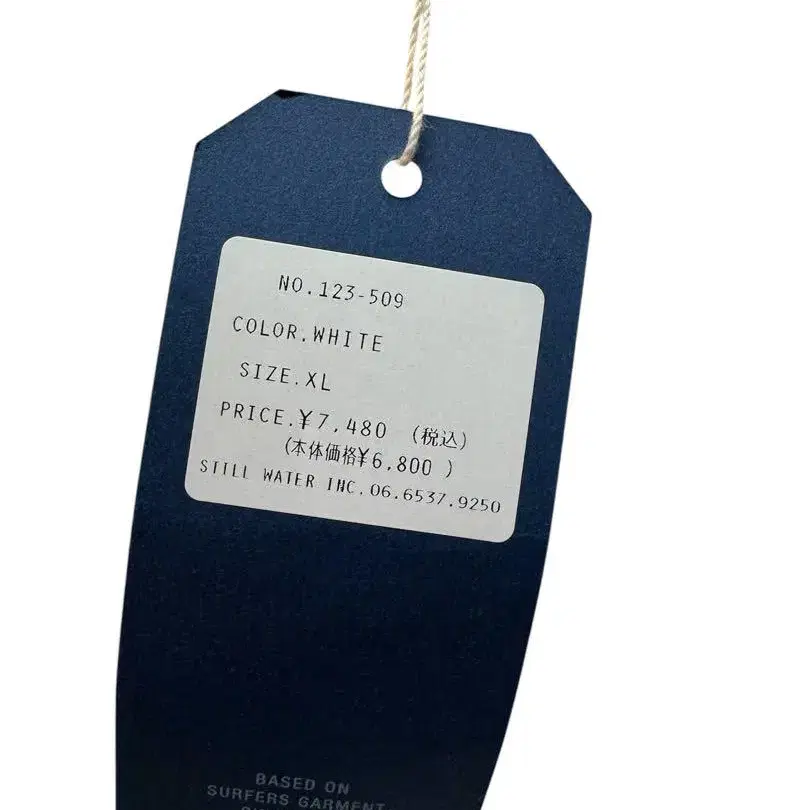 NO.123-509
COLOR.WHITE
SIZE.XL
PRICE.¥7,480 (税込)
(本体価格¥6,800 )
STILL WATER INC.06.6537.9250
BASED ON
SURFERS GARMENT